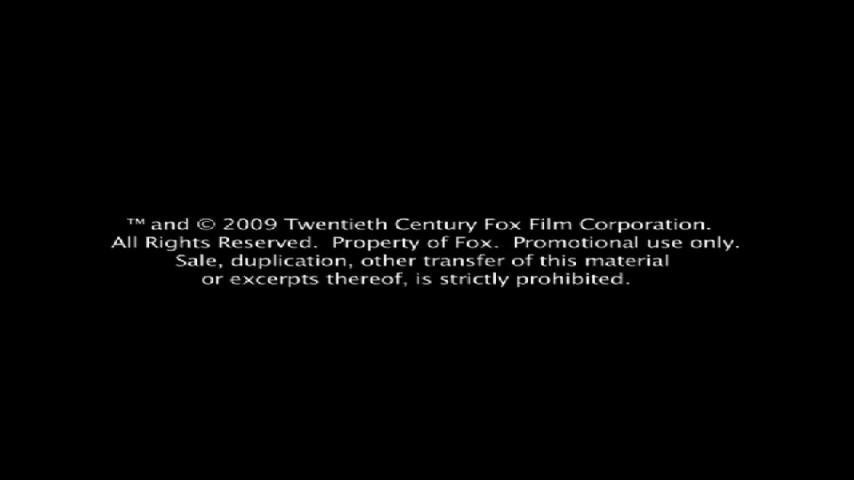 ™ and © 2009 Twentieth Century Fox Film Corporation.
All Rights Reserved. Property of Fox. Promotional use only.
Sale, duplication, other transfer of this material
or excerpts thereof, is strictly prohibited.